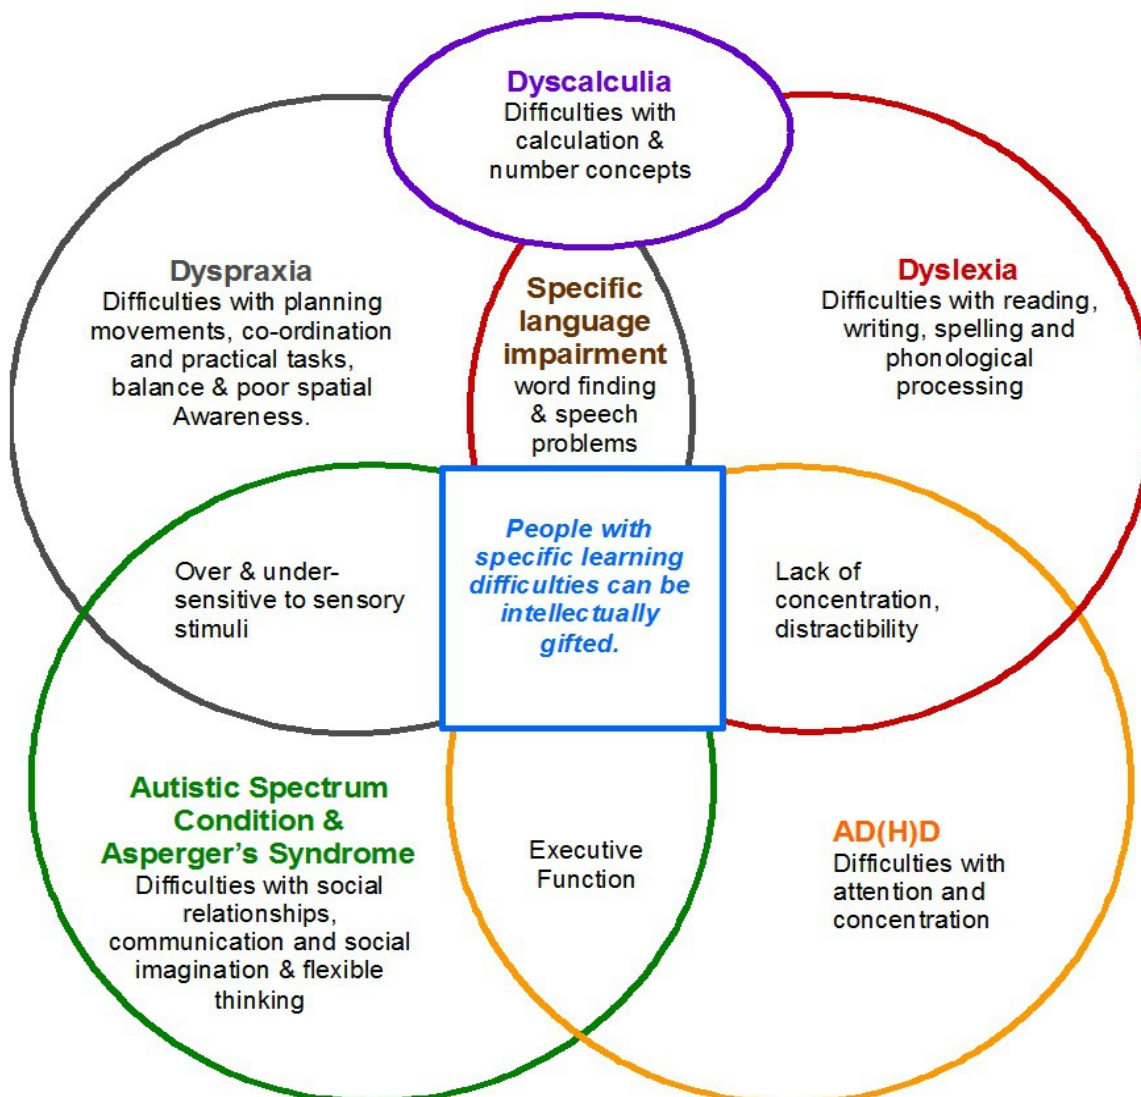 Dyscalculia
Difficulties with
calculation &
number concepts
Dyspraxia
Difficulties with planning
movements, co-ordination
and practical tasks,
balance & poor spatial
Awareness.
Specific
language
impairment
word finding
& speech
problems
Dyslexia
Difficulties with reading,
writing, spelling and
phonological
processing
Over & under-
sensitive to sensory
stimuli
People with
specific learning
difficulties can be
intellectually
gifted.
Lack of
concentration,
distractibility
Autistic Spectrum
Condition &
Asperger's Syndrome
Difficulties with social
relationships,
communication and social
imagination & flexible
thinking
Executive
Function
AD(H)D
Difficulties with
attention and
concentration